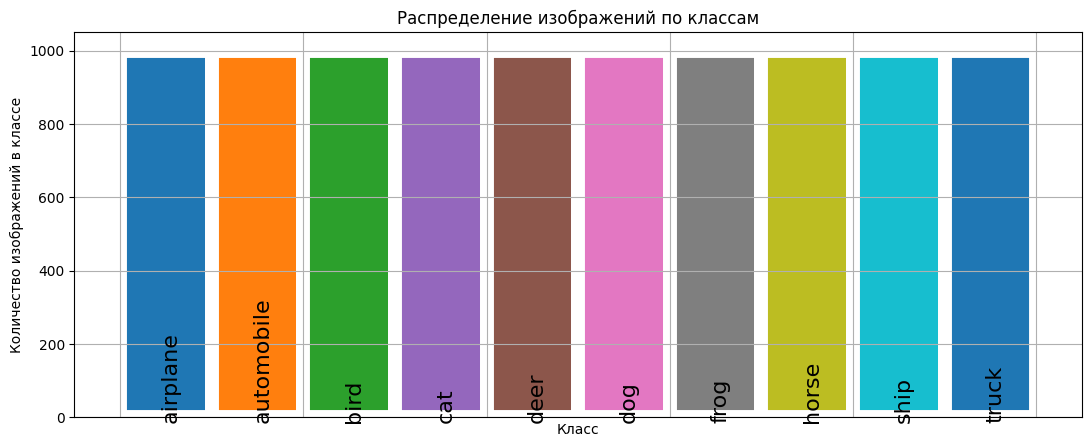 Распределение изображений по классам
Количество изображений в классе
1000
800
600
400
200
0
airplane
automobile
bird
cat
deer
dog
frog
horse
ship
truck
Класс